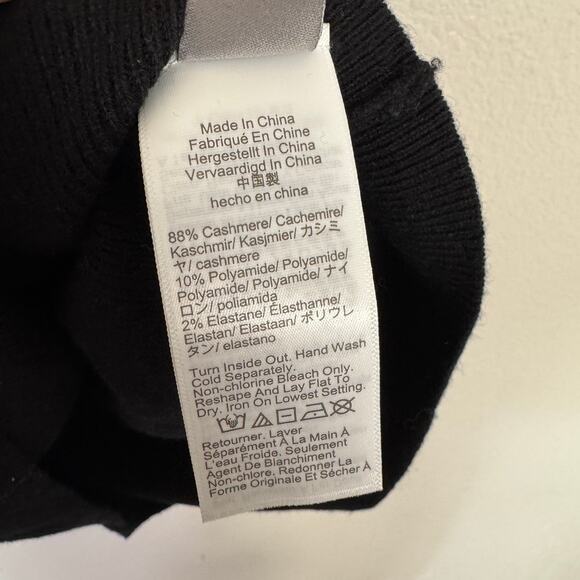 Made In China
Fabriqué En Chine
Hergestellt In China
Vervaardigd In China
中国製
hecho en china
88% Cashmere/ Cachemire/
Kaschmir/ Kasjmier/ カシミ
ヤ/ cashmere
10% Polyamide/ Polyamide/
Polyamide/ Polyamide/ ナイ
ロン/ poliamida
2% Elastane/ Élasthanne/
Elastan/ Elastaan/ ポリウレ
タン/ elastano
Turn Inside Out. Hand Wash
Cold Separately.
Non-chlorine Bleach Only.
Reshape And Lay Flat To
Dry. Iron On Lowest Setting.
Retourner. Laver
Séparément À La Main À
L'eau Froide. Seulement
Agent De Blanchiment
Non-chlore. Redonner La
Forme Originale Et Sécher À